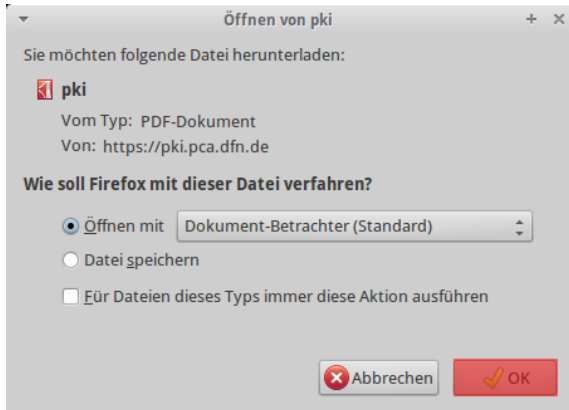 Öffnen von pki
Sie möchten folgende Datei herunterladen:
pki
Vom Typ: PDF-Dokument
Von: https://pki.pca.dfn.de
Wie soll Firefox mit dieser Datei verfahren?
Öffnen mit Dokument-Betrachter (Standard)
Datei speichern
Für Dateien dieses Typs immer diese Aktion ausführen
Abbrechen OK